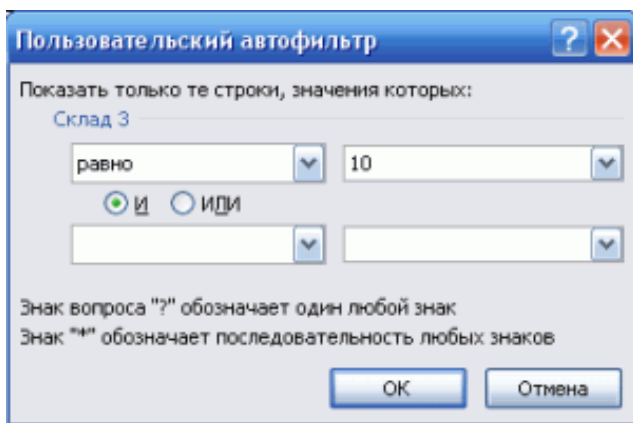 Пользовательский автофильтр
Показать только те строки, значения которых:
Склад 3
равно 10
И ИЛИ
Знак вопроса "?" обозначает один любой знак
Знак "*" обозначает последовательность любых знаков
ОК Отмена